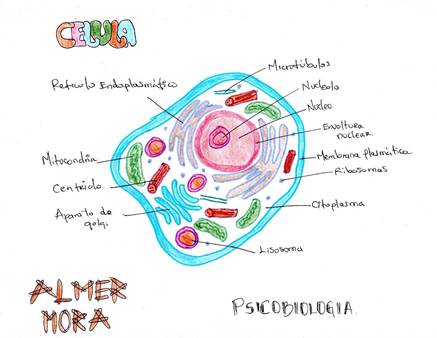 CELULA
Microtúbulos
Reticulo Endoplasmático
Nucleolo
Nucleo
Envoltura
nuclear
Mitocondria
Membrana plasmática
Ribosomas
Centriolo
Citoplasma
Aparato de
golgi
Lisosoma
ALMER
MORA
PSICOBIOLOGIA